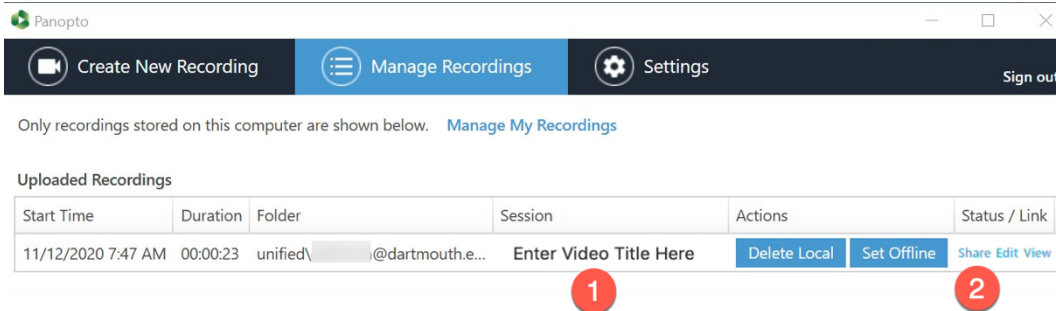 Panopto
Create New Recording Manage Recordings Settings Sign out
Only recordings stored on this computer are shown below. Manage My Recordings
Uploaded Recordings
Start Time Duration Folder Session Actions Status / Link
11/12/2020 7:47 AM 00:00:23 unified\ @dartmouth.e... Enter Video Title Here Delete Local Set Offline Share Edit View
1 2